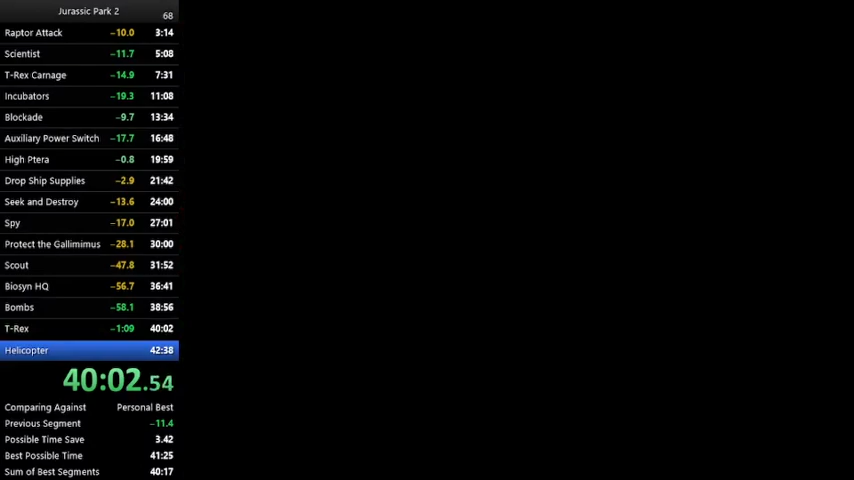 Jurassic Park 2
68
Raptor Attack −10.0 3:14
Scientist −11.7 5:08
T-Rex Carnage −14.9 7:31
Incubators −19.3 11:08
Blockade −9.7 13:34
Auxiliary Power Switch −17.7 16:48
High Ptera −0.8 19:59
Drop Ship Supplies −2.9 21:42
Seek and Destroy −13.6 24:00
Spy −17.0 27:01
Protect the Gallimimus −28.1 30:00
Scout −47.8 31:52
Biosyn HQ −56.7 36:41
Bombs −58.1 38:56
T-Rex −1:09 40:02
Helicopter 42:38
40:02.54
Comparing Against Personal Best
Previous Segment −11.4
Possible Time Save 3.42
Best Possible Time 41:25
Sum of Best Segments 40:17